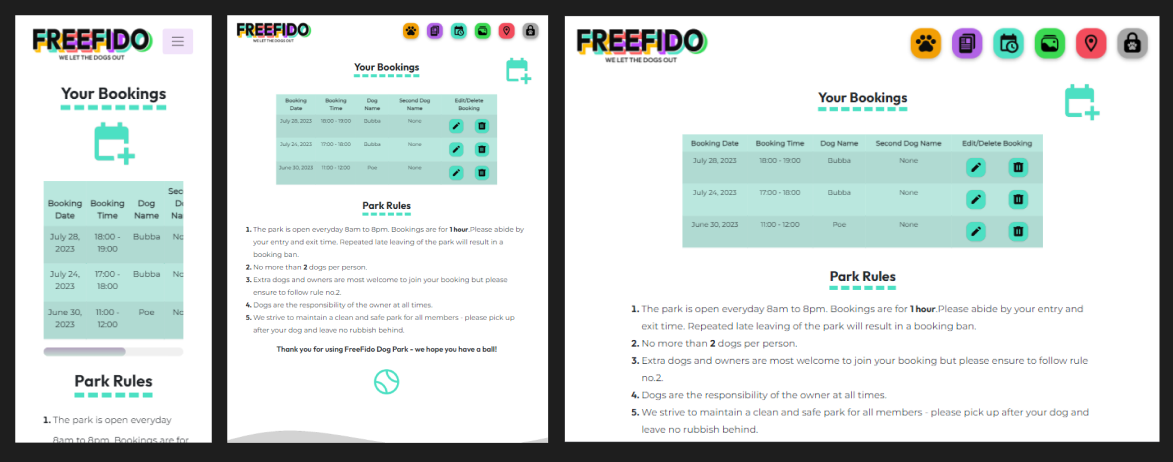 FREEFIDO
WE LET THE DOGS OUT
Your Bookings
Booking Date Booking Time Dog Name Seco Do Na
July 28, 2023 18:00 - 19:00 Bubba No
July 24, 2023 17:00 - 18:00 Bubba No
June 30, 2023 11:00 - 12:00 Poe No
Park Rules
1. The park is open everyday
8am to 8pm. Bookings are for
FREEFIDO
WE LET THE DOGS OUT
Your Bookings
Booking Date Booking Time Dog Name Second Dog Name Edit/Delete Booking
July 28, 2023 18:00 - 19:00 Bubba None
July 24, 2023 17:00 - 18:00 Bubba None
June 30, 2023 11:00 - 12:00 Poe None
Park Rules
1. The park is open everyday 8am to 8pm. Bookings are for 1 hour.Please abide by
your entry and exit time. Repeated late leaving of the park will result in a
booking ban.
2. No more than 2 dogs per person.
3. Extra dogs and owners are most welcome to join your booking but please
ensure to follow rule no.2.
4. Dogs are the responsibility of the owner at all times.
5. We strive to maintain a clean and safe park for all members - please pick up
after your dog and leave no rubbish behind.
Thank you for using FreeFido Dog Park - we hope you have a ball!
FREEFIDO
WE LET THE DOGS OUT
Your Bookings
Booking Date Booking Time Dog Name Second Dog Name Edit/Delete Booking
July 28, 2023 18:00 - 19:00 Bubba None
July 24, 2023 17:00 - 18:00 Bubba None
June 30, 2023 11:00 - 12:00 Poe None
Park Rules
1. The park is open everyday 8am to 8pm. Bookings are for 1 hour.Please abide by your entry and
exit time. Repeated late leaving of the park will result in a booking ban.
2. No more than 2 dogs per person.
3. Extra dogs and owners are most welcome to join your booking but please ensure to follow rule
no.2.
4. Dogs are the responsibility of the owner at all times.
5. We strive to maintain a clean and safe park for all members - please pick up after your dog and
leave no rubbish behind.